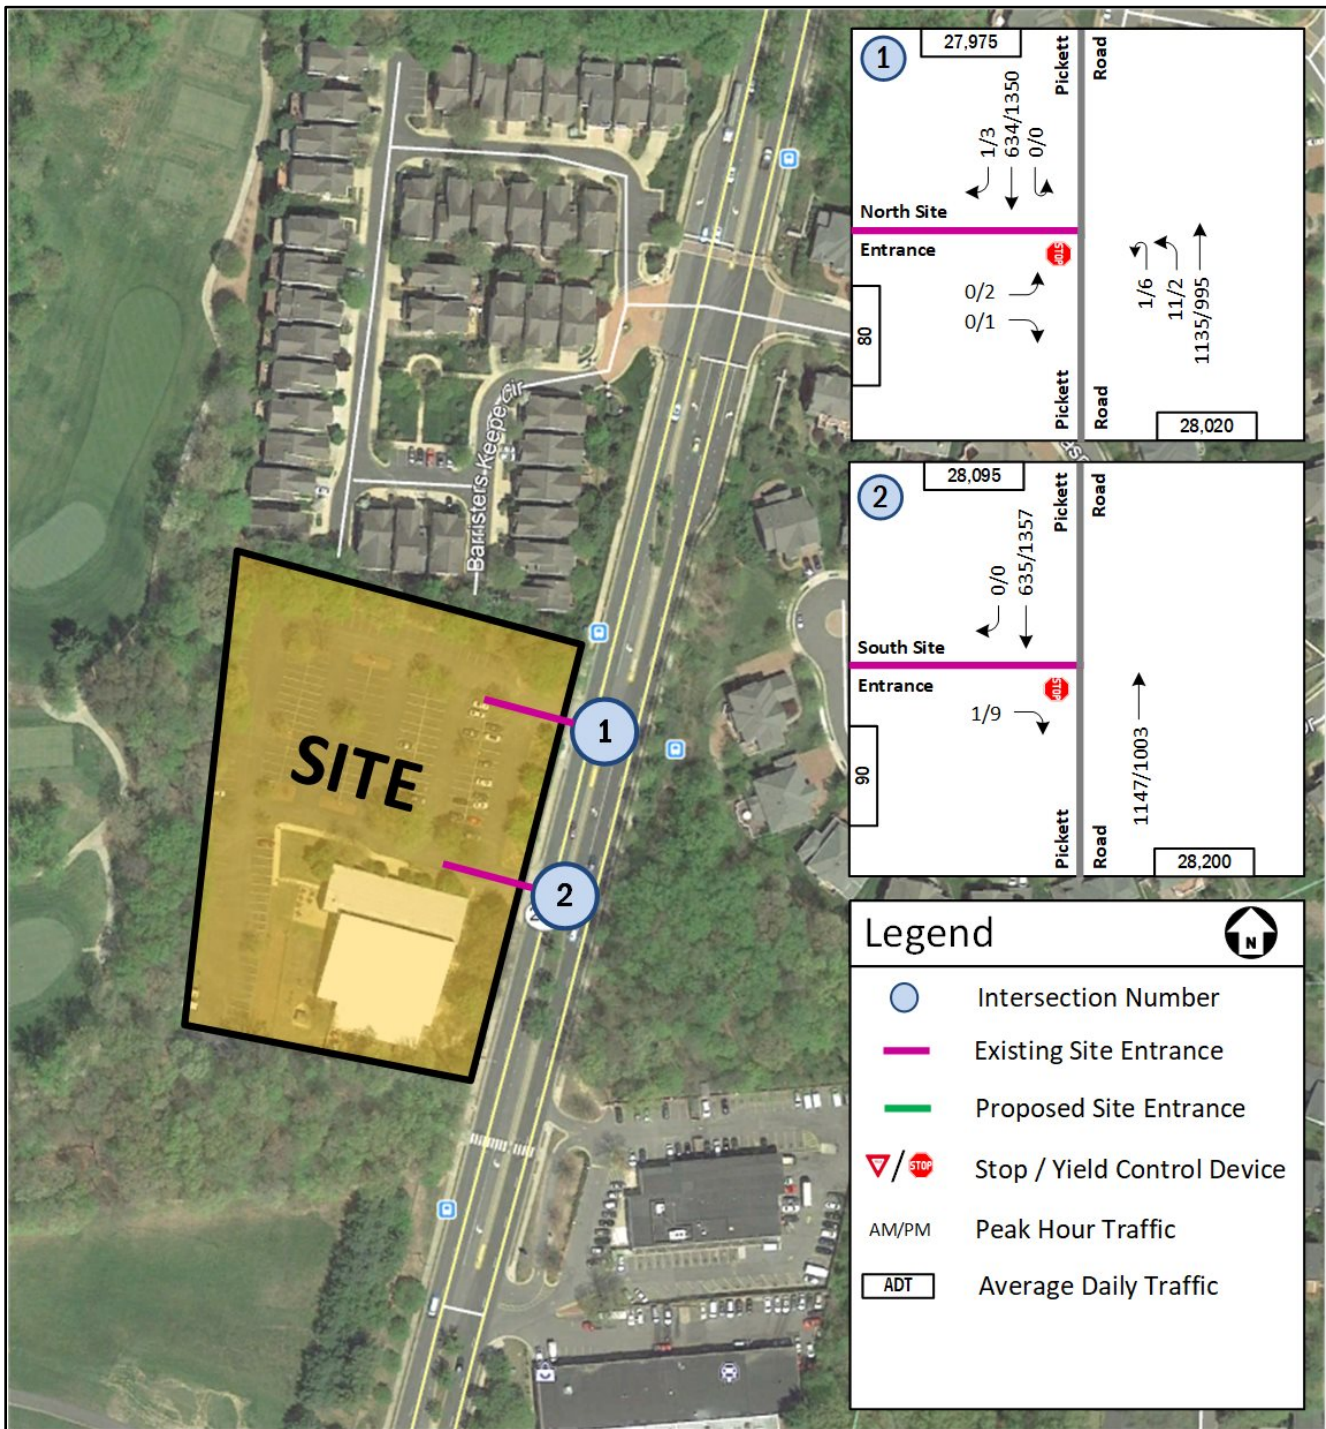 Barristers Keepe Cir
SITE
1
2
1
27,975
Pickett
Road
1/3
634/1350
0/0
North Site
Entrance
STOP
0/2
0/1
80
1/6
11/2
1135/995
Pickett
Road
28,020
2
28,095
Pickett
Road
0/0
635/1357
South Site
Entrance
STOP
1/9
90
1147/1003
Pickett
Road
28,200
Legend
N
Intersection Number
Existing Site Entrance
Proposed Site Entrance
/ STOP Stop / Yield Control Device
AM/PM Peak Hour Traffic
ADT Average Daily Traffic